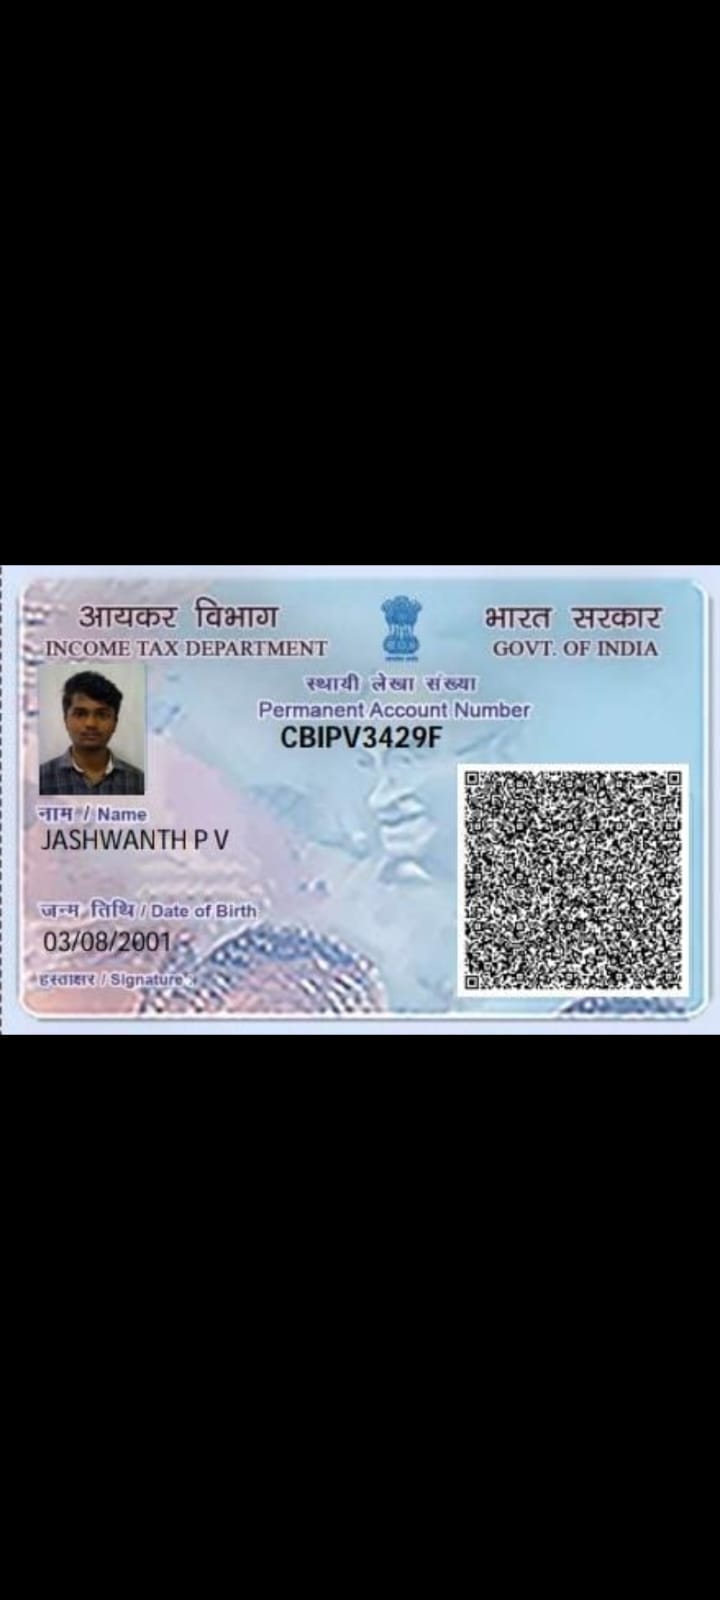 आयकर विभाग
INCOME TAX DEPARTMENT
भारत सरकार
GOVT. OF INDIA
स्थायी लेखा संख्या
Permanent Account Number
CBIPV3429F
नाम / Name
JASHWANTH P V
जन्म तिथि / Date of Birth
03/08/2001
हस्ताक्षर / Signature